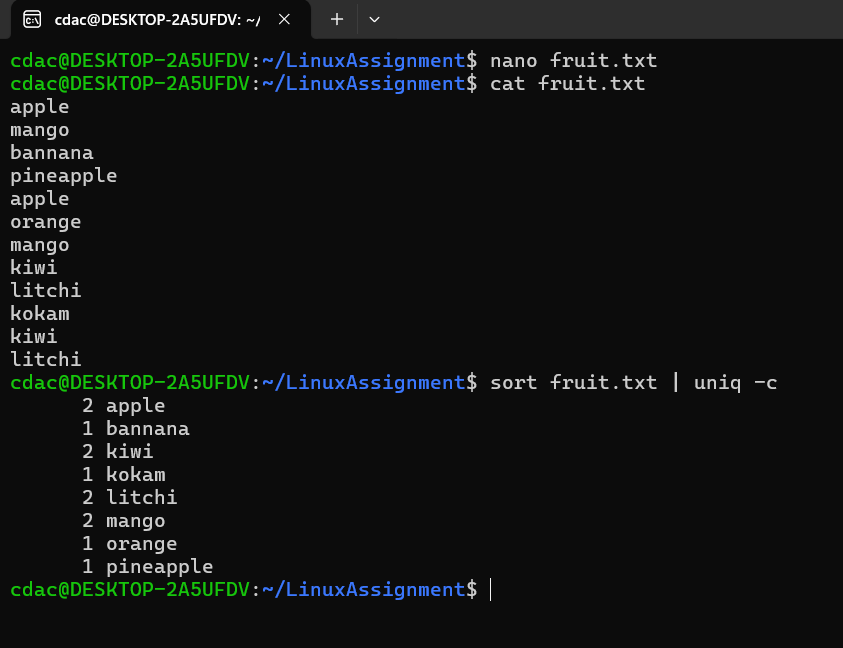 cdac@DESKTOP-2A5UFDV: ~/
cdac@DESKTOP-2A5UFDV:~/LinuxAssignment$ nano fruit.txt
cdac@DESKTOP-2A5UFDV:~/LinuxAssignment$ cat fruit.txt
apple
mango
bannana
pineapple
apple
orange
mango
kiwi
litchi
kokam
kiwi
litchi
cdac@DESKTOP-2A5UFDV:~/LinuxAssignment$ sort fruit.txt | uniq -c
2 apple
1 bannana
2 kiwi
1 kokam
2 litchi
2 mango
1 orange
1 pineapple
cdac@DESKTOP-2A5UFDV:~/LinuxAssignment$